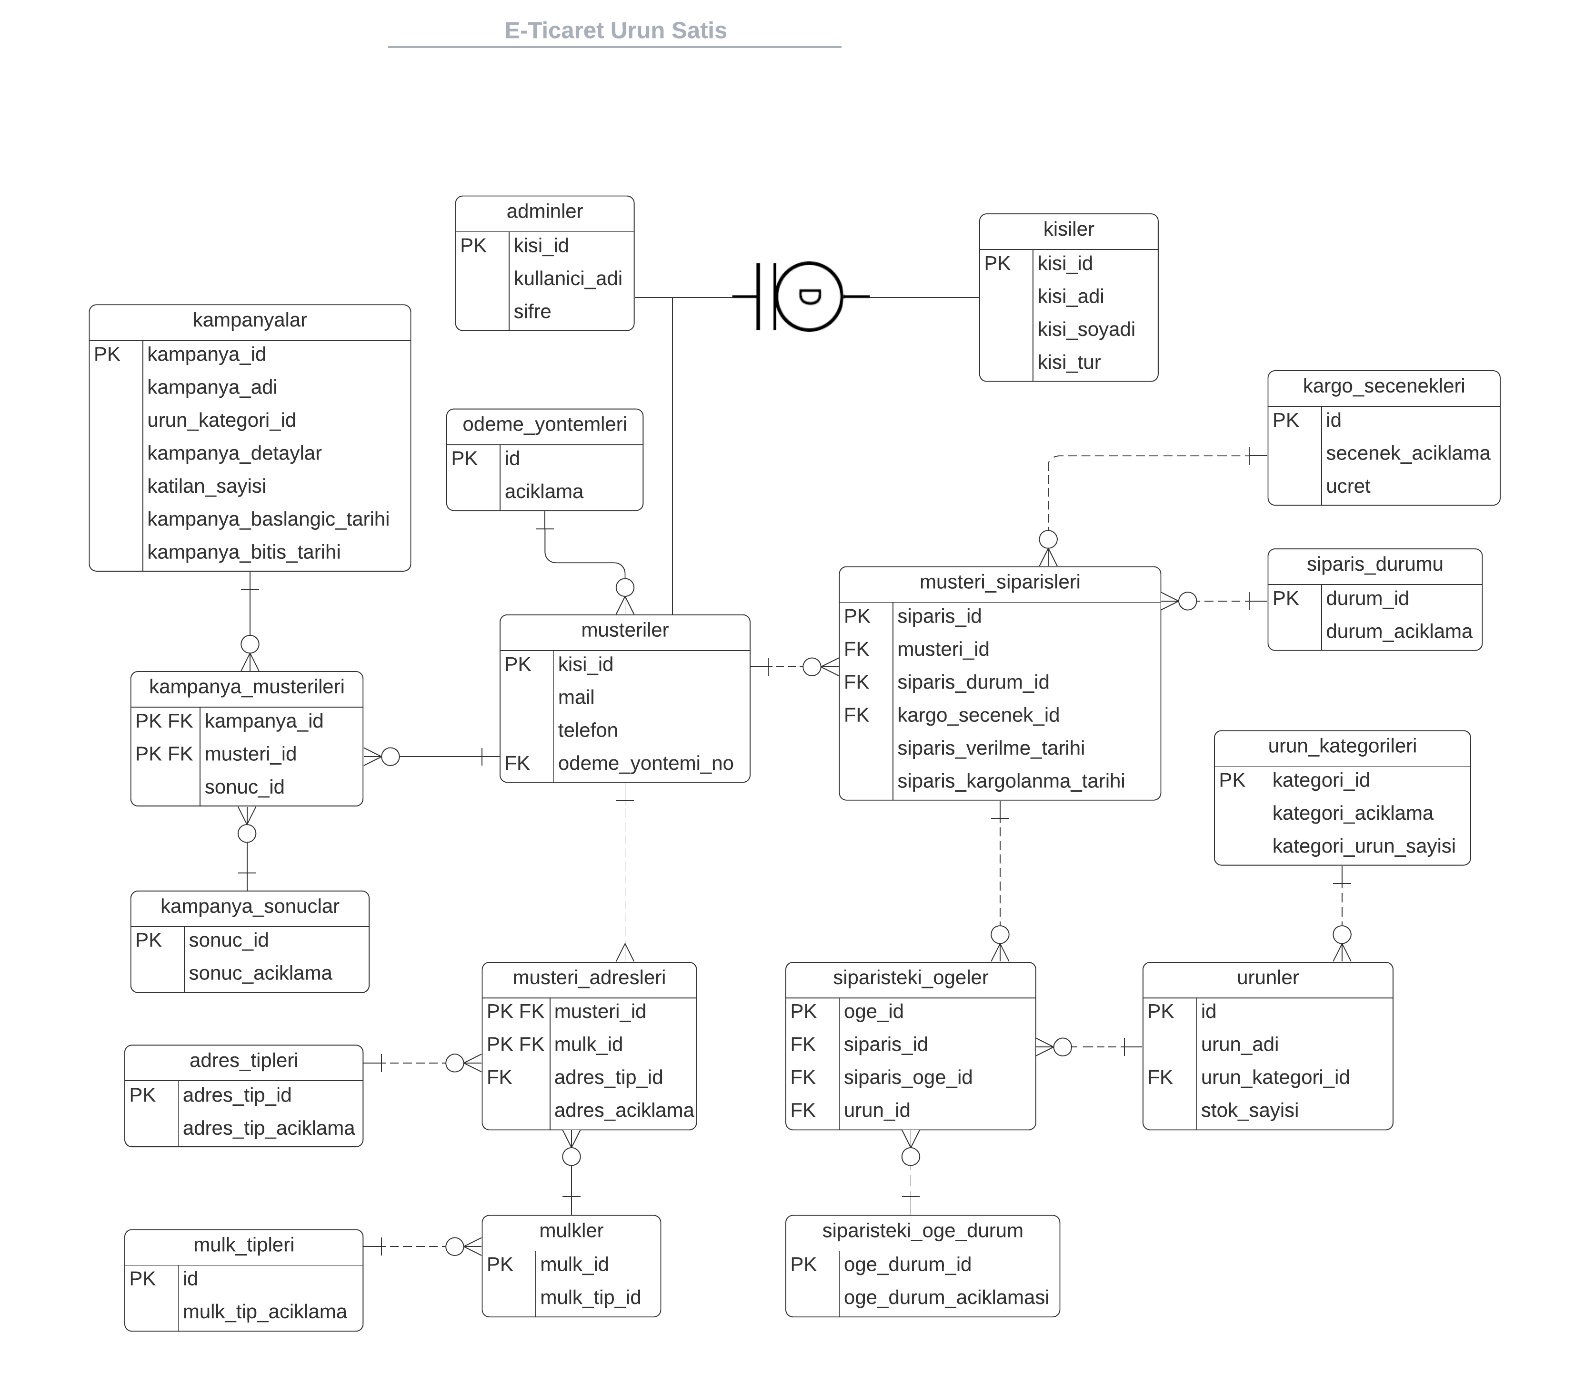 E-Ticaret Urun Satis
adminler
PK kisi_id
kullanici_adi
sifre
kisiler
PK kisi_id
kisi_adi
kisi_soyadi
kisi_tur
D
kampanyalar
PK kampanya_id
kampanya_adi
urun_kategori_id
kampanya_detaylar
katilan_sayisi
kampanya_baslangic_tarihi
kampanya_bitis_tarihi
odeme_yontemleri
PK id
aciklama
kargo_secenekleri
PK id
secenek_aciklama
ucret
siparis_durumu
PK durum_id
durum_aciklama
musteri_siparisleri
PK siparis_id
FK musteri_id
FK siparis_durum_id
FK kargo_secenek_id
siparis_verilme_tarihi
siparis_kargolanma_tarihi
musteriler
PK kisi_id
mail
telefon
FK odeme_yontemi_no
kampanya_musterileri
PK FK kampanya_id
PK FK musteri_id
sonuc_id
urun_kategorileri
PK kategori_id
kategori_aciklama
kategori_urun_sayisi
kampanya_sonuclar
PK sonuc_id
sonuc_aciklama
musteri_adresleri
PK FK musteri_id
PK FK mulk_id
FK adres_tip_id
adres_aciklama
siparisteki_ogeler
PK oge_id
FK siparis_id
FK siparis_oge_id
FK urun_id
urunler
PK id
urun_adi
FK urun_kategori_id
stok_sayisi
adres_tipleri
PK adres_tip_id
adres_tip_aciklama
mulk_tipleri
PK id
mulk_tip_aciklama
mulkler
PK mulk_id
mulk_tip_id
siparisteki_oge_durum
PK oge_durum_id
oge_durum_aciklamasi